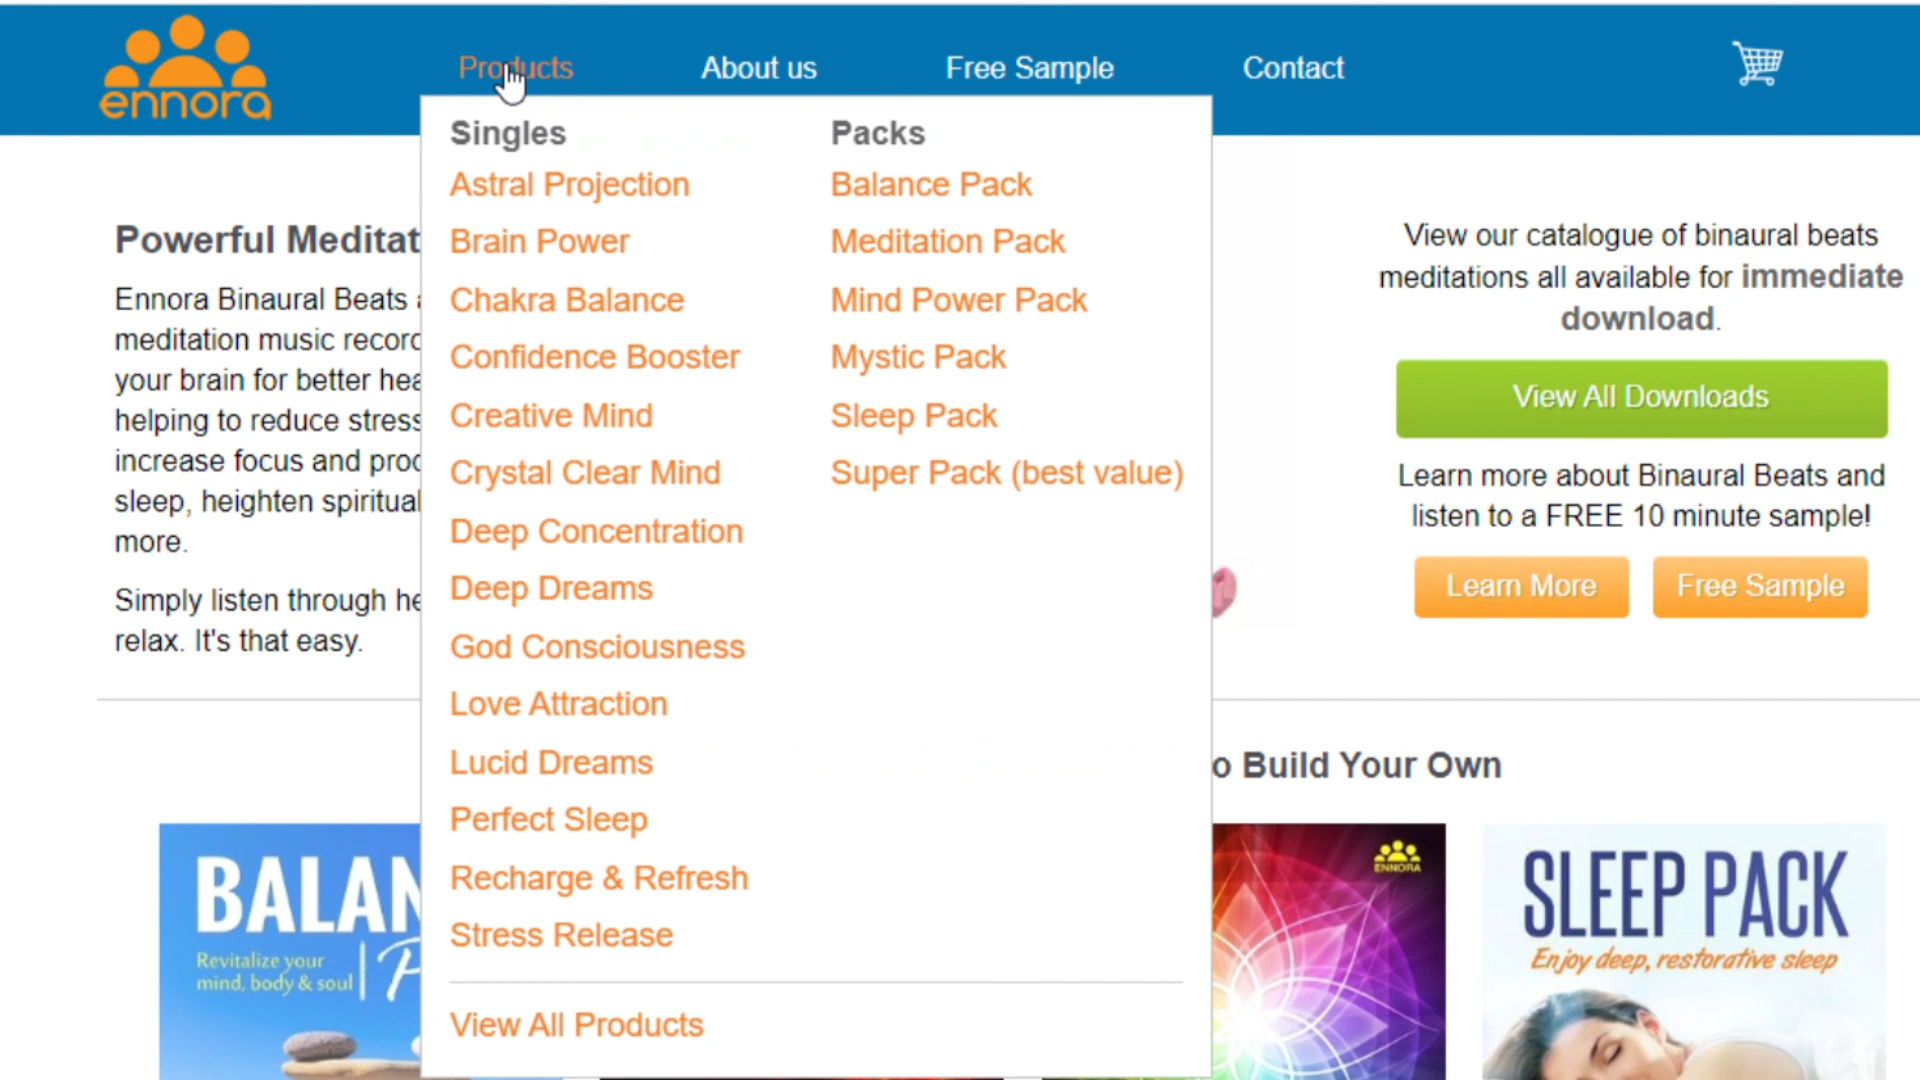 ennora
Products
About us
Free Sample
Contact
Singles
Astral Projection
Brain Power
Chakra Balance
Confidence Booster
Creative Mind
Crystal Clear Mind
Deep Concentration
Deep Dreams
God Consciousness
Love Attraction
Lucid Dreams
Perfect Sleep
Recharge & Refresh
Stress Release
View All Products
Packs
Balance Pack
Meditation Pack
Mind Power Pack
Mystic Pack
Sleep Pack
Super Pack (best value)
Powerful Meditat
Ennora Binaural Beats
meditation music recorc
your brain for better hea
helping to reduce stress
increase focus and proc
sleep, heighten spiritual
more.
Simply listen through he
relax. It's that easy.
View our catalogue of binaural beats
meditations all available for immediate
download.
View All Downloads
Learn more about Binaural Beats and
listen to a FREE 10 minute sample!
Learn More
Free Sample
o Build Your Own
BALAN
Revitalize your
mind, body & soul
P
ENNORA
SLEEP PACK
Enjoy deep, restorative sleep